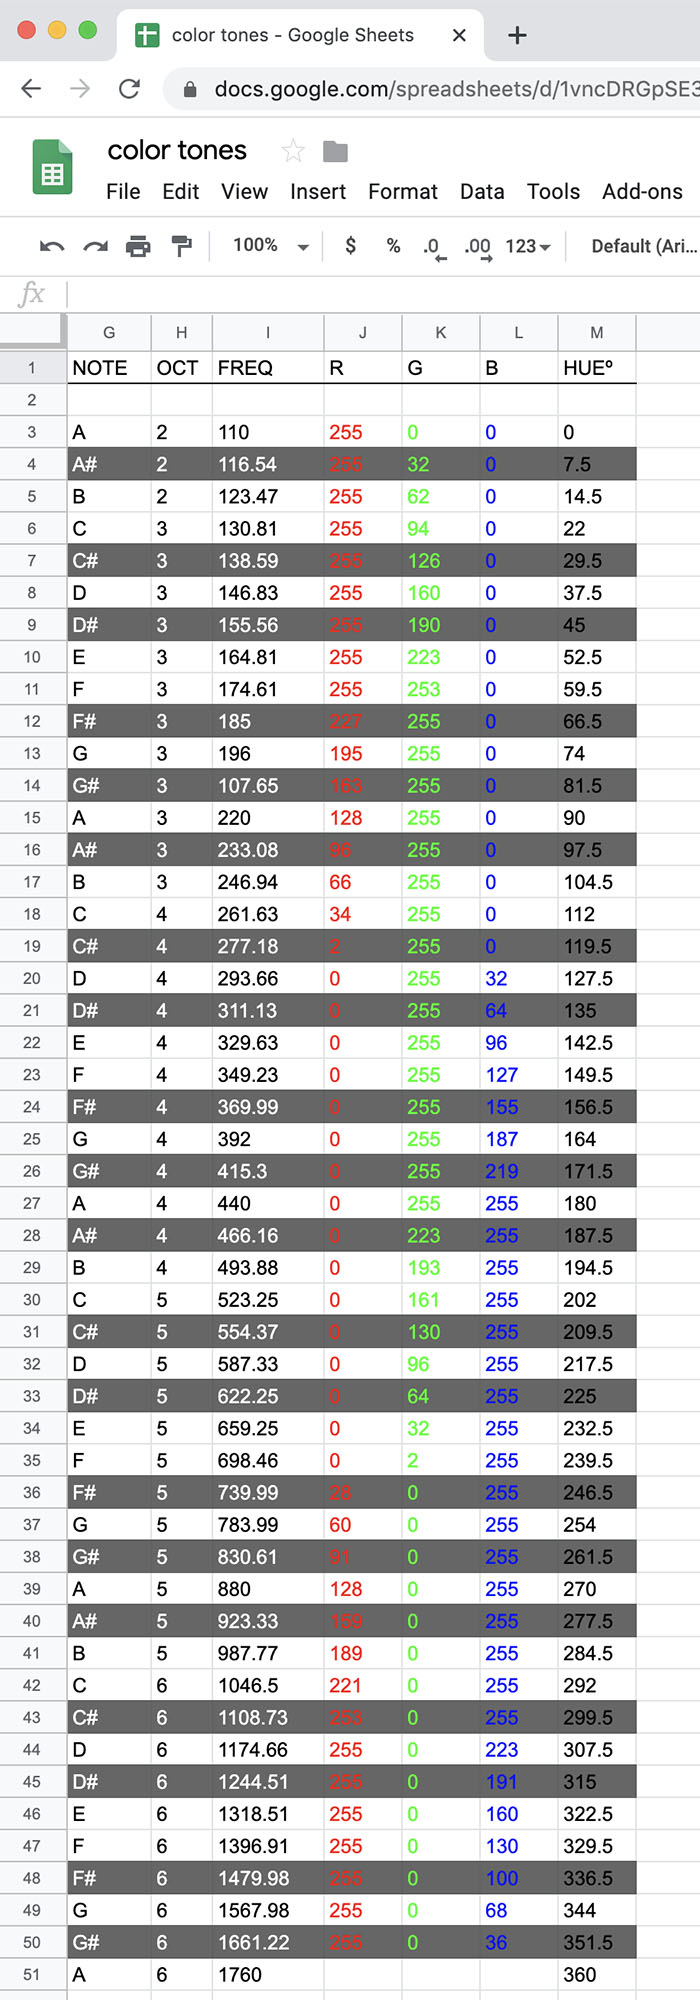 color tones - Google Sheets
docs.google.com/spreadsheets/d/1vncDRGpSE3
color tones
File Edit View Insert Format Data Tools Add-ons
100% $ % .0 .00 123 Default (Ari...
fx
G H I J K L M
1 NOTE OCT FREQ R G B HUEº
2
3 A 2 110 255 0 0 0
4 A# 2 116.54 255 32 0 7.5
5 B 2 123.47 255 62 0 14.5
6 C 3 130.81 255 94 0 22
7 C# 3 138.59 255 126 0 29.5
8 D 3 146.83 255 160 0 37.5
9 D# 3 155.56 255 190 0 45
10 E 3 164.81 255 223 0 52.5
11 F 3 174.61 255 253 0 59.5
12 F# 3 185 227 255 0 66.5
13 G 3 196 195 255 0 74
14 G# 3 107.65 163 255 0 81.5
15 A 3 220 128 255 0 90
16 A# 3 233.08 96 255 0 97.5
17 B 3 246.94 66 255 0 104.5
18 C 4 261.63 34 255 0 112
19 C# 4 277.18 2 255 0 119.5
20 D 4 293.66 0 255 32 127.5
21 D# 4 311.13 0 255 64 135
22 E 4 329.63 0 255 96 142.5
23 F 4 349.23 0 255 127 149.5
24 F# 4 369.99 0 255 155 156.5
25 G 4 392 0 255 187 164
26 G# 4 415.3 0 255 219 171.5
27 A 4 440 0 255 255 180
28 A# 4 466.16 0 223 255 187.5
29 B 4 493.88 0 193 255 194.5
30 C 5 523.25 0 161 255 202
31 C# 5 554.37 0 130 255 209.5
32 D 5 587.33 0 96 255 217.5
33 D# 5 622.25 0 64 255 225
34 E 5 659.25 0 32 255 232.5
35 F 5 698.46 0 2 255 239.5
36 F# 5 739.99 28 0 255 246.5
37 G 5 783.99 60 0 255 254
38 G# 5 830.61 91 0 255 261.5
39 A 5 880 128 0 255 270
40 A# 5 923.33 159 0 255 277.5
41 B 5 987.77 189 0 255 284.5
42 C 6 1046.5 221 0 255 292
43 C# 6 1108.73 253 0 255 299.5
44 D 6 1174.66 255 0 223 307.5
45 D# 6 1244.51 255 0 191 315
46 E 6 1318.51 255 0 160 322.5
47 F 6 1396.91 255 0 130 329.5
48 F# 6 1479.98 255 0 100 336.5
49 G 6 1567.98 255 0 68 344
50 G# 6 1661.22 255 0 36 351.5
51 A 6 1760 360